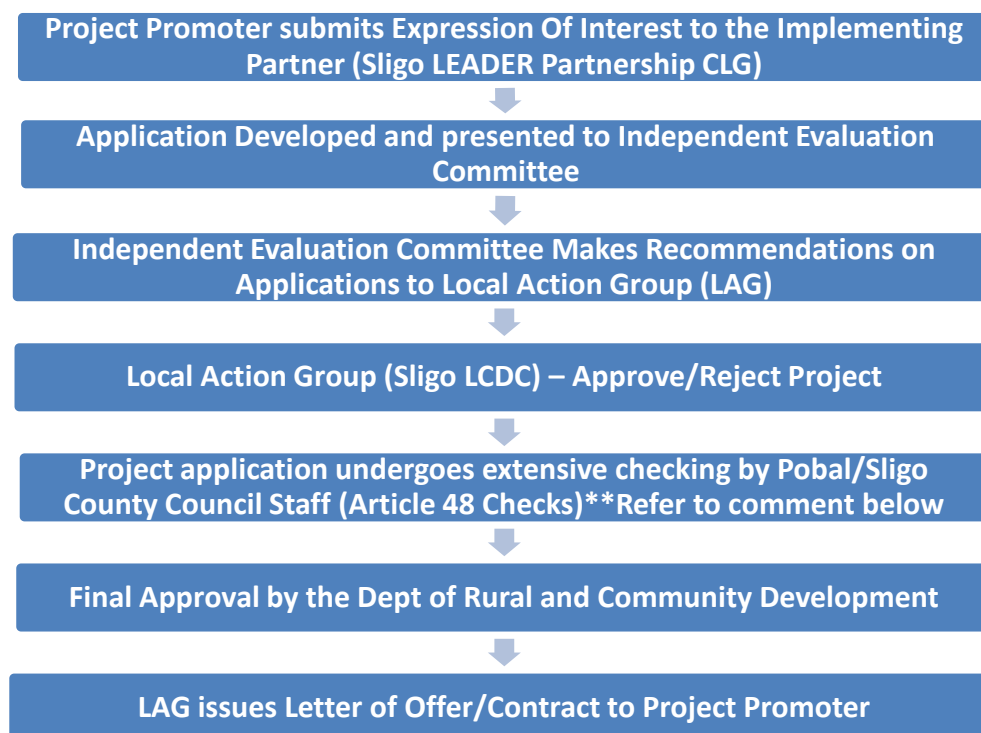 Project Promoter submits Expression Of Interest to the Implementing
Partner (Sligo LEADER Partnership CLG)
Application Developed and presented to Independent Evaluation
Committee
Independent Evaluation Committee Makes Recommendations on
Applications to Local Action Group (LAG)
Local Action Group (Sligo LCDC) – Approve/Reject Project
Project application undergoes extensive checking by Pobal/Sligo
County Council Staff (Article 48 Checks)**Refer to comment below
Final Approval by the Dept of Rural and Community Development
LAG issues Letter of Offer/Contract to Project Promoter